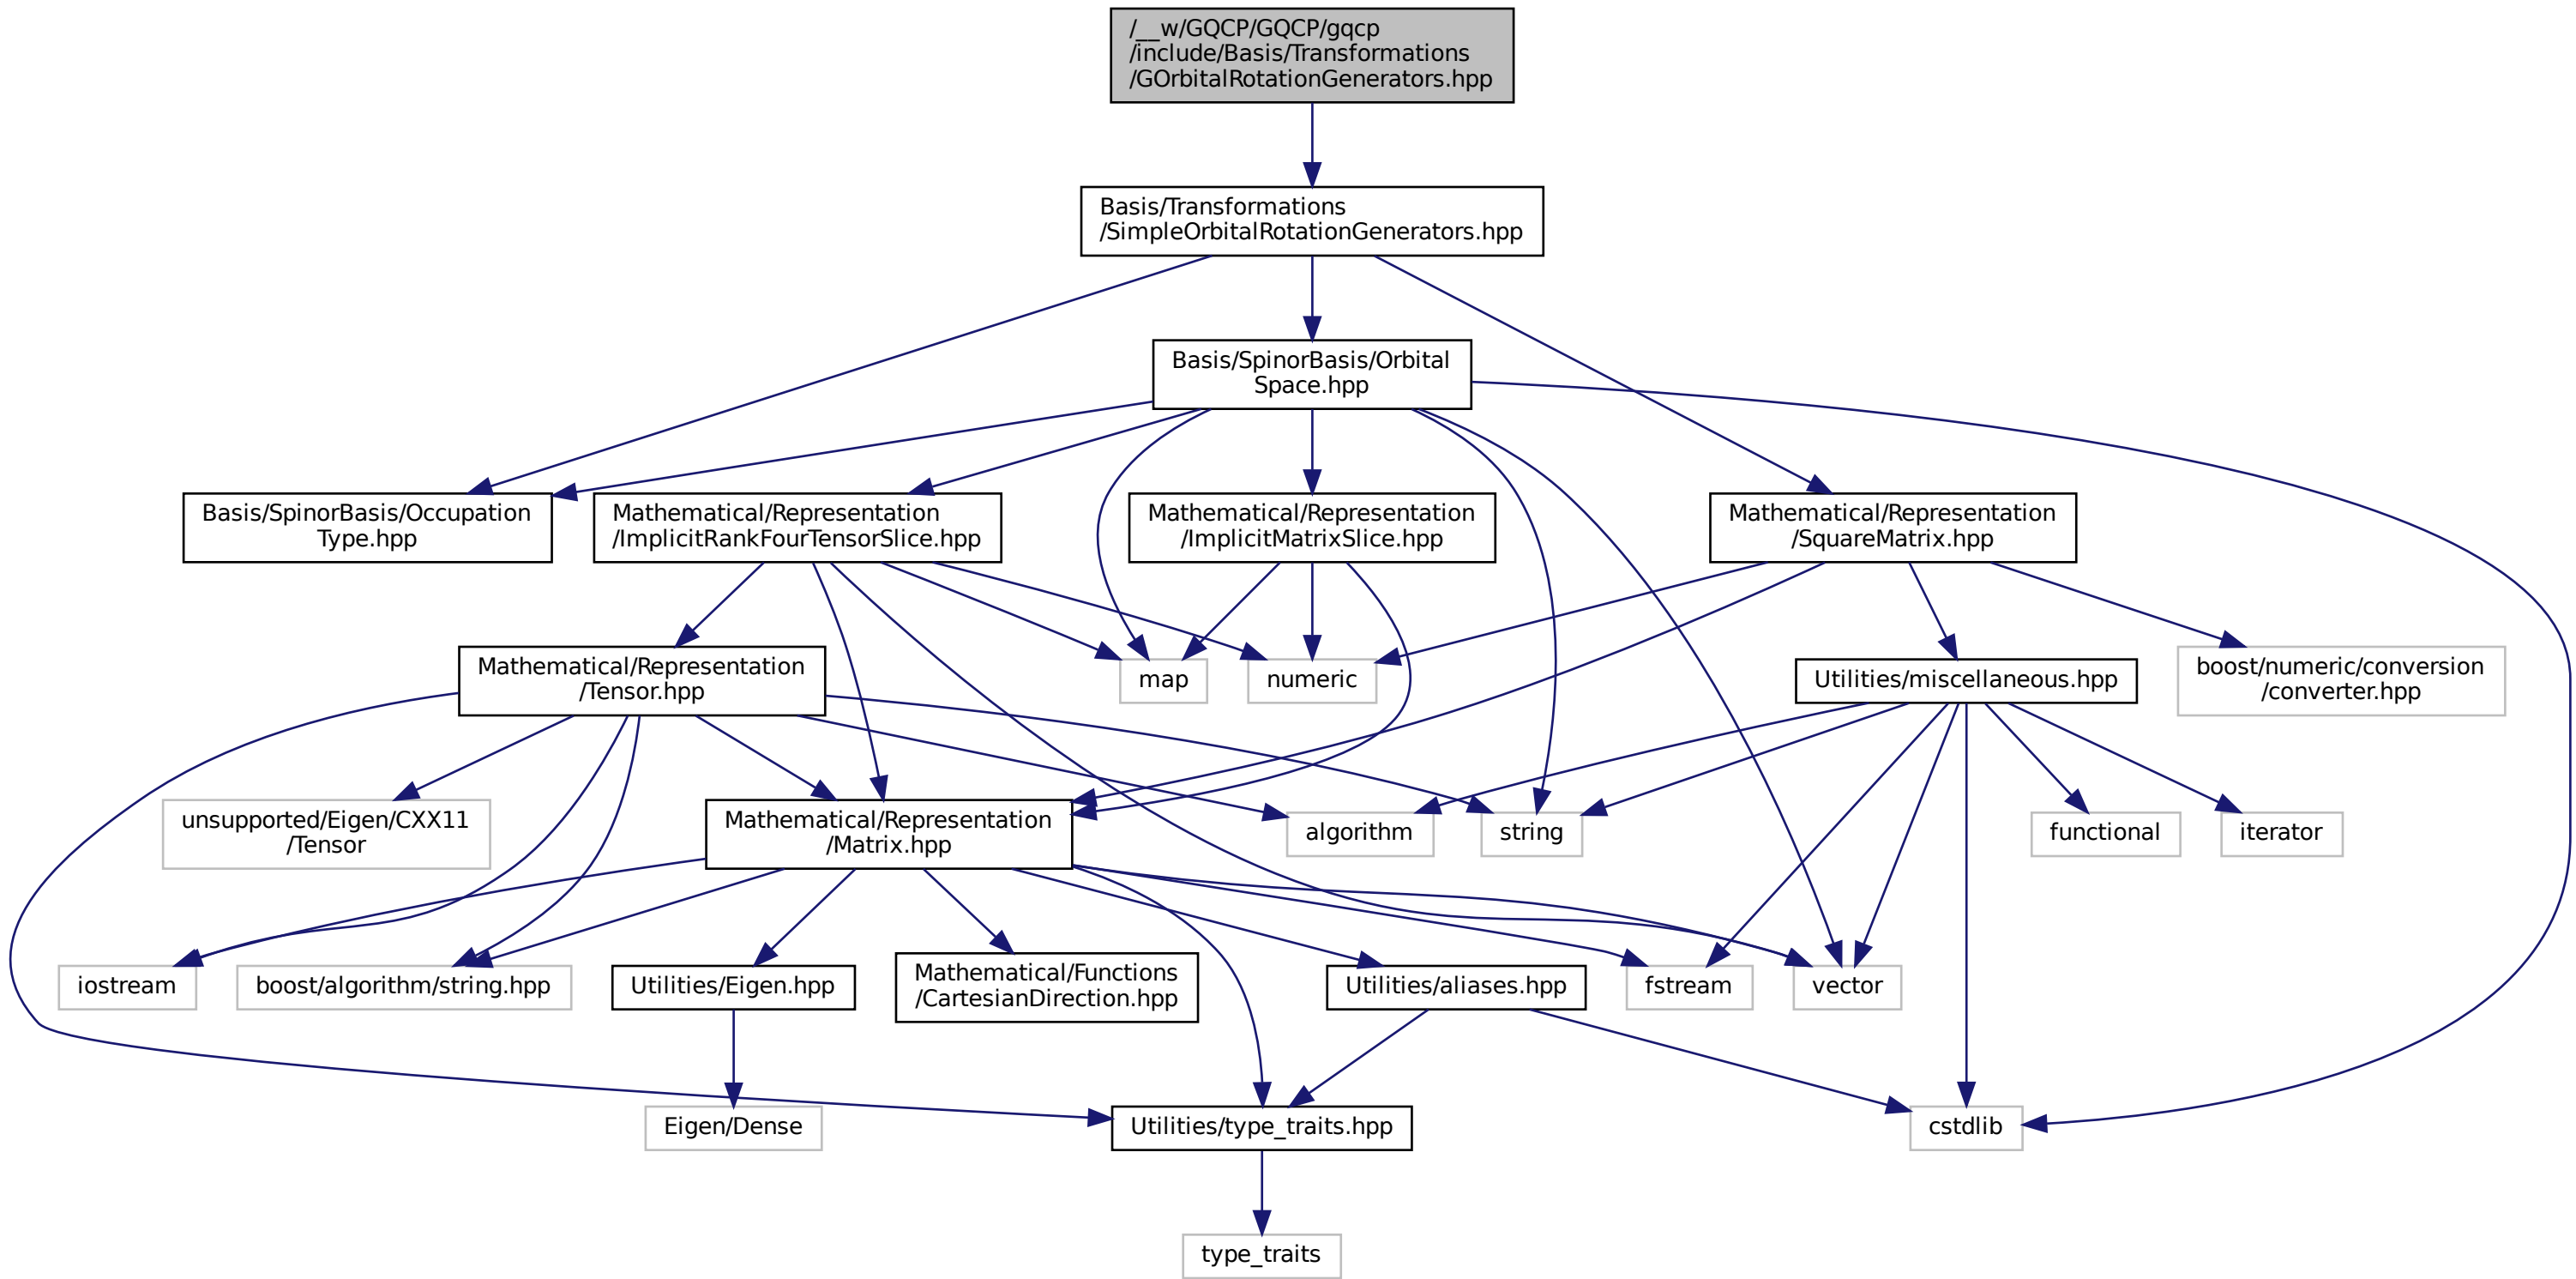 /__w/GQCP/GQCP/gqcp
/include/Basis/Transformations
/GOrbitalRotationGenerators.hpp
Basis/Transformations
/SimpleOrbitalRotationGenerators.hpp
Basis/SpinorBasis/Orbital
Space.hpp
Basis/SpinorBasis/Occupation
Type.hpp
Mathematical/Representation
/ImplicitRankFourTensorSlice.hpp
Mathematical/Representation
/ImplicitMatrixSlice.hpp
Mathematical/Representation
/SquareMatrix.hpp
Mathematical/Representation
/Tensor.hpp
map
numeric
Utilities/miscellaneous.hpp
boost/numeric/conversion
/converter.hpp
unsupported/Eigen/CXX11
/Tensor
Mathematical/Representation
/Matrix.hpp
algorithm
string
functional
iterator
iostream
boost/algorithm/string.hpp
Utilities/Eigen.hpp
Mathematical/Functions
/CartesianDirection.hpp
Utilities/aliases.hpp
fstream
vector
Eigen/Dense
Utilities/type_traits.hpp
cstdlib
type_traits